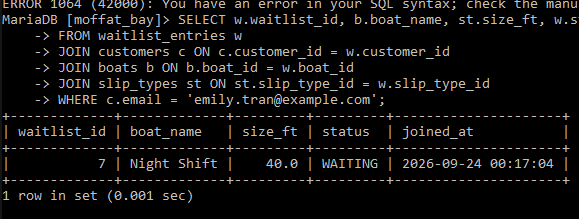 ERROR 1064 (42000): You have an error in your SQL syntax; check the manu
MariaDB [moffat_bay]> SELECT w.waitlist_id, b.boat_name, st.size_ft, w.s
    -> FROM waitlist_entries w
    -> JOIN customers c ON c.customer_id = w.customer_id
    -> JOIN boats b ON b.boat_id = w.boat_id
    -> JOIN slip_types st ON st.slip_type_id = w.slip_type_id
    -> WHERE c.email = 'emily.tran@example.com';
+-------------+-------------+---------+---------+---------------------+
| waitlist_id | boat_name   | size_ft | status  | joined_at           |
+-------------+-------------+---------+---------+---------------------+
|           7 | Night Shift |    40.0 | WAITING | 2026-09-24 00:17:04 |
+-------------+-------------+---------+---------+---------------------+
1 row in set (0.001 sec)